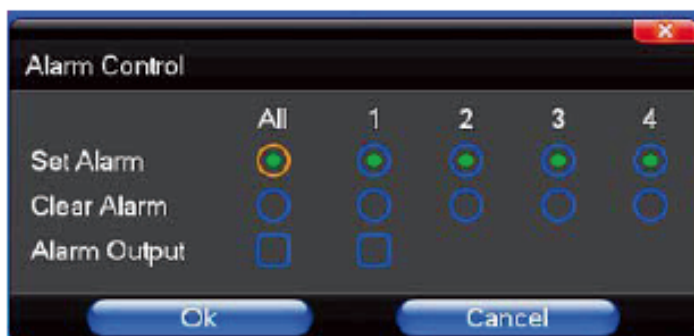 Alarm Control
All 1 2 3 4
Set Alarm
Clear Alarm
Alarm Output
Ok Cancel